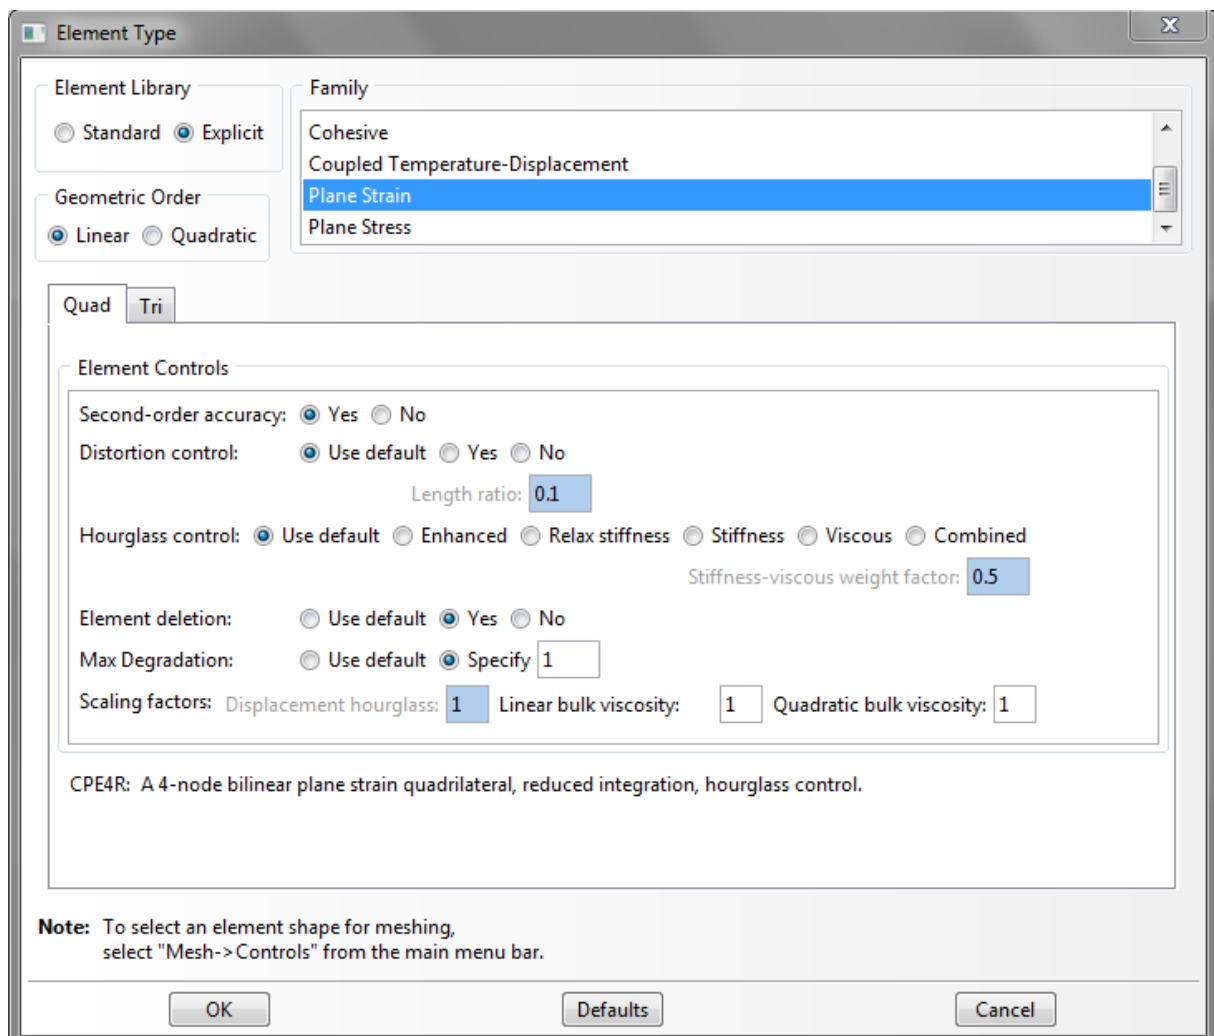 Element Type
Element Library
Standard Explicit
Family
Cohesive
Coupled Temperature-Displacement
Plane Strain
Plane Stress
Geometric Order
Linear Quadratic
Quad Tri
Element Controls
Second-order accuracy: Yes No
Distortion control: Use default Yes No
Length ratio: 0.1
Hourglass control: Use default Enhanced Relax stiffness Stiffness Viscous Combined
Stiffness-viscous weight factor: 0.5
Element deletion: Use default Yes No
Max Degradation: Use default Specify 1
Scaling factors: Displacement hourglass: 1 Linear bulk viscosity: 1 Quadratic bulk viscosity: 1
CPE4R: A 4-node bilinear plane strain quadrilateral, reduced integration, hourglass control.
Note: To select an element shape for meshing,
select "Mesh->Controls" from the main menu bar.
OK Defaults Cancel